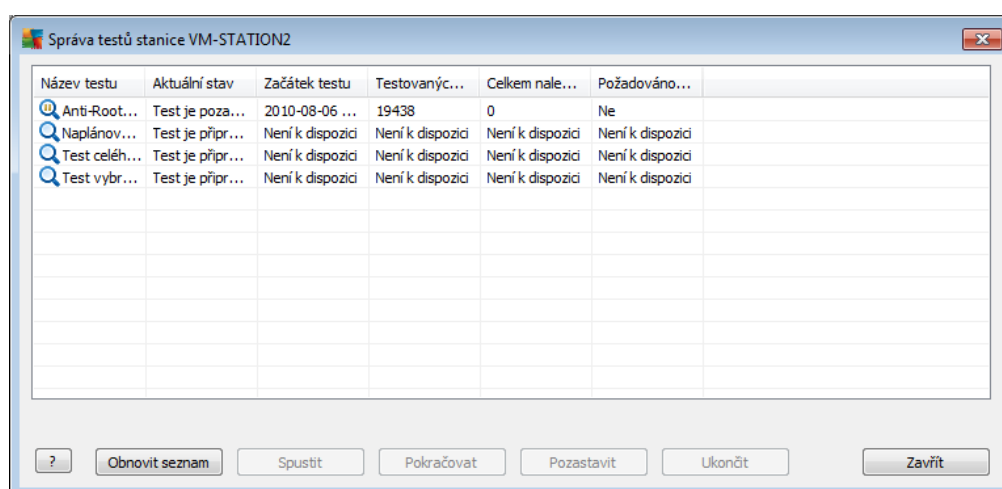 Správa testů stanice VM-STATION2
Název testu Aktuální stav Začátek testu Testovanýc... Celkem nale... Požadováno...
Anti-Root... Test je poza... 2010-08-06 ... 19438 0 Ne
Naplánov... Test je připr... Není k dispozici Není k dispozici Není k dispozici Není k dispozici
Test celéh... Test je připr... Není k dispozici Není k dispozici Není k dispozici Není k dispozici
Test vybr... Test je připr... Není k dispozici Není k dispozici Není k dispozici Není k dispozici
? Obnovit seznam Spustit Pokračovat Pozastavit Ukončit Zavřít